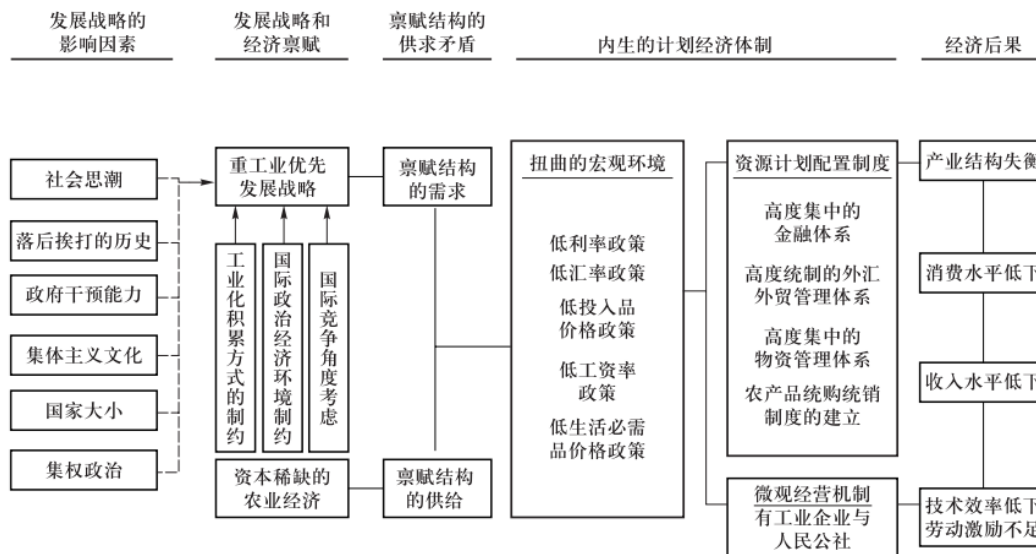 发展战略的
影响因素
发展战略和
经济禀赋
禀赋结构的
供求矛盾
内生的计划经济体制
经济后果
社会思潮
落后挨打的历史
政府干预能力
集体主义文化
国家大小
集权政治
重工业优先
发展战略
工业化积累方式的制约
国际政治经济环境制约
国际竞争角度考虑
资本稀缺的
农业经济
禀赋结构
的需求
禀赋结构
的供给
扭曲的宏观环境
低利率政策
低汇率政策
低投入品
价格政策
低工资率
政策
低生活必需
品价格政策
资源计划配置制度
高度集中的
金融体系
高度统制的外汇
外贸管理体系
高度集中的
物资管理体系
农产品统购统销
制度的建立
微观经营机制
有工业企业与
人民公社
产业结构失衡
消费水平低下
收入水平低下
技术效率低下
劳动激励不足